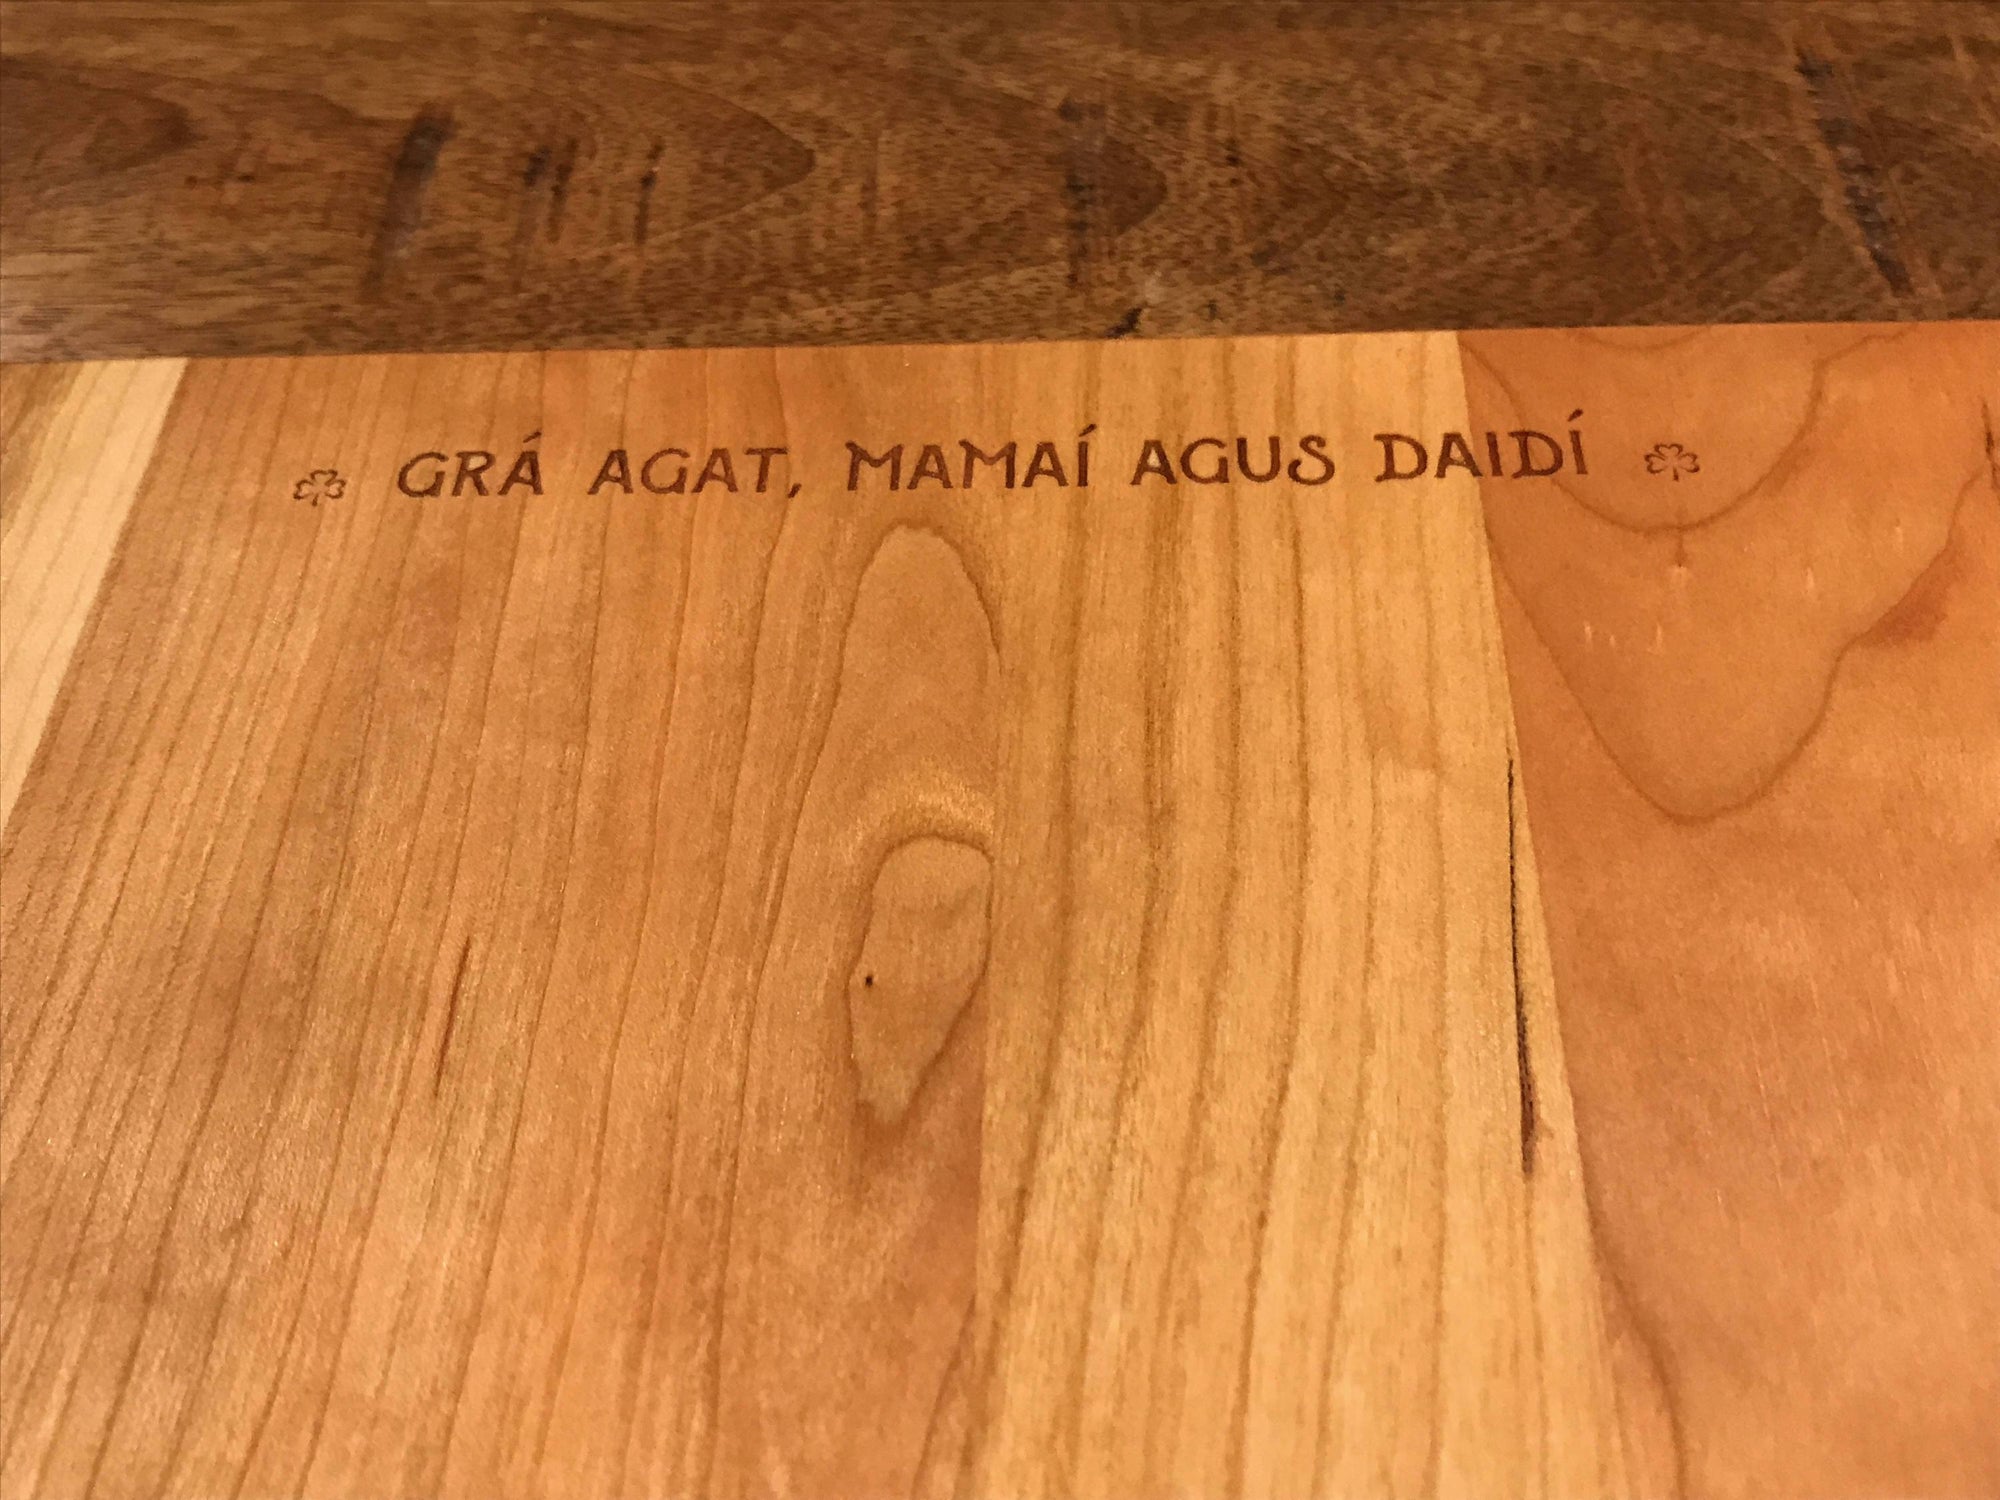 ☘ GRÁ AGAT, MAMAÍ AGUS DAIDÍ ☘